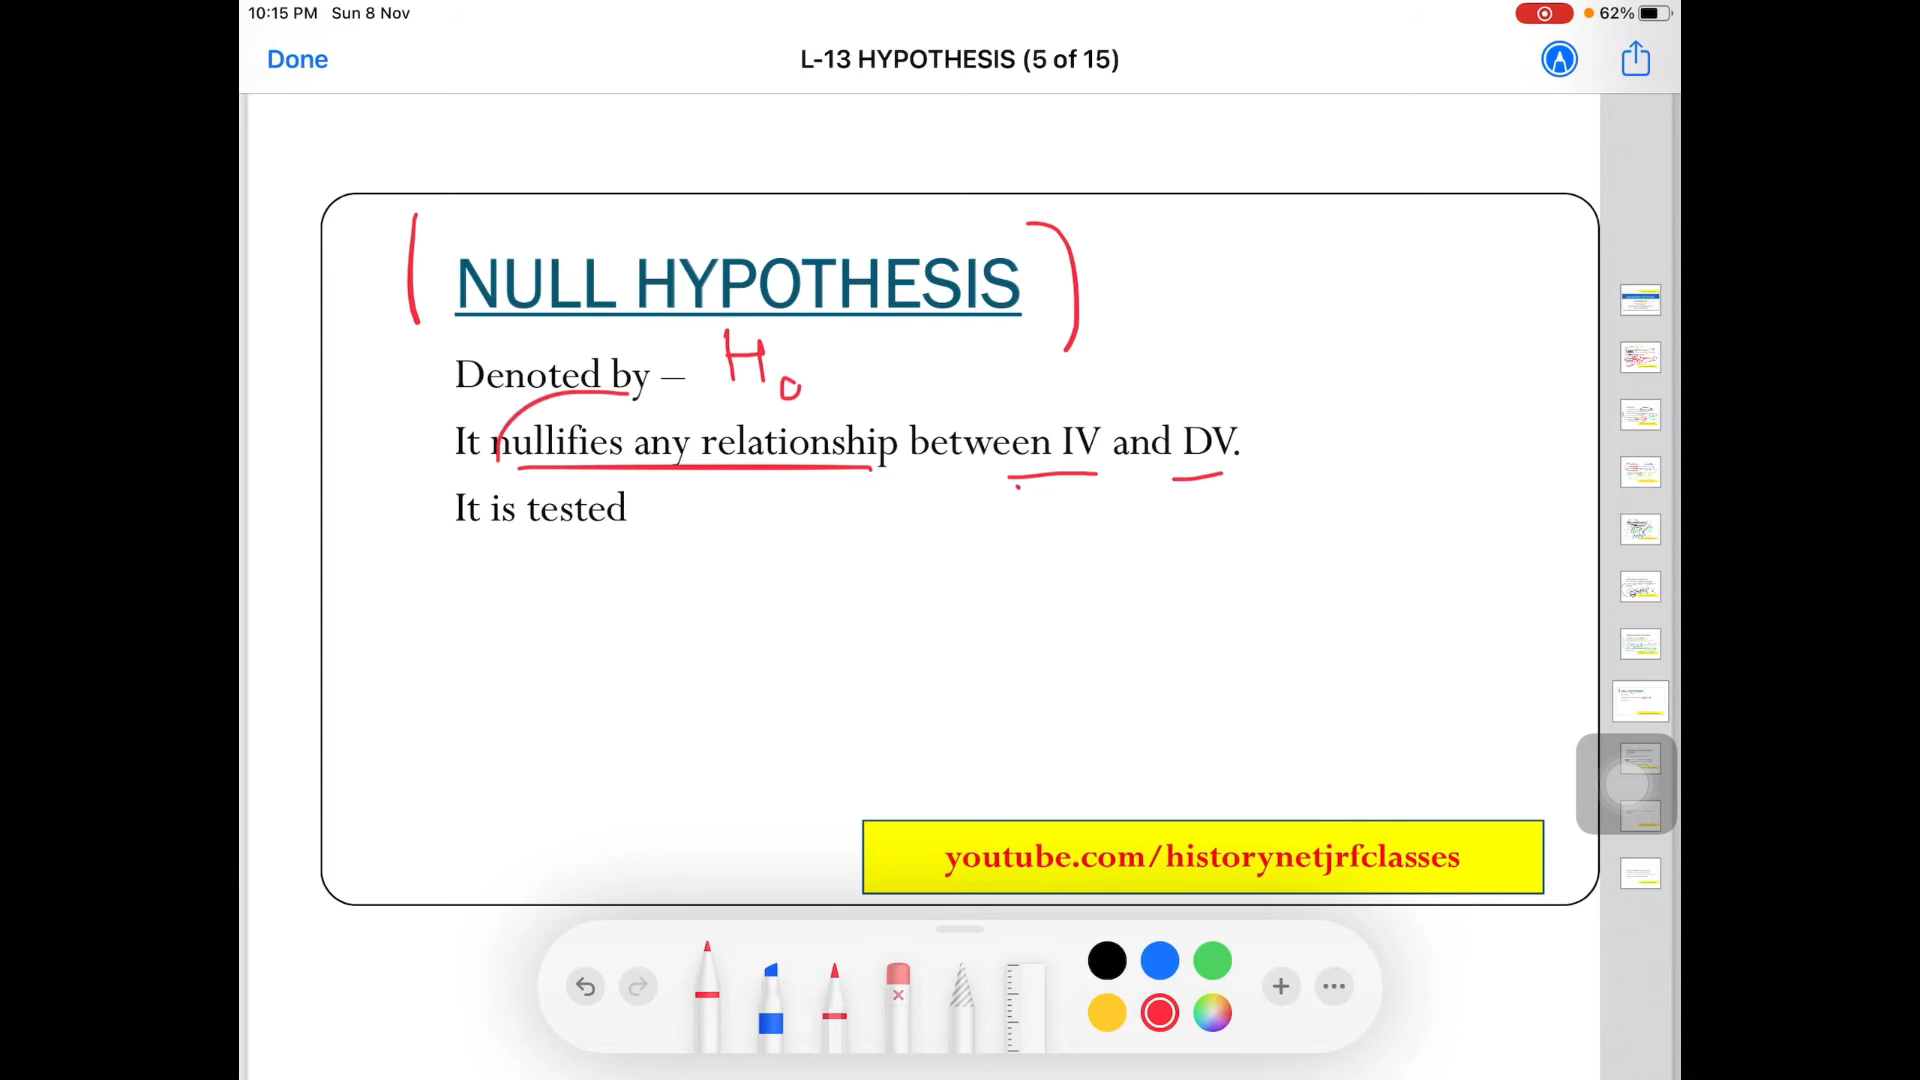 10:15 PM Sun 8 Nov 62%
Done L-13 HYPOTHESIS (5 of 15)
NULL HYPOTHESIS
Denoted by – H0
It nullifies any relationship between IV and DV.
It is tested
youtube.com/historynetjrfclasses